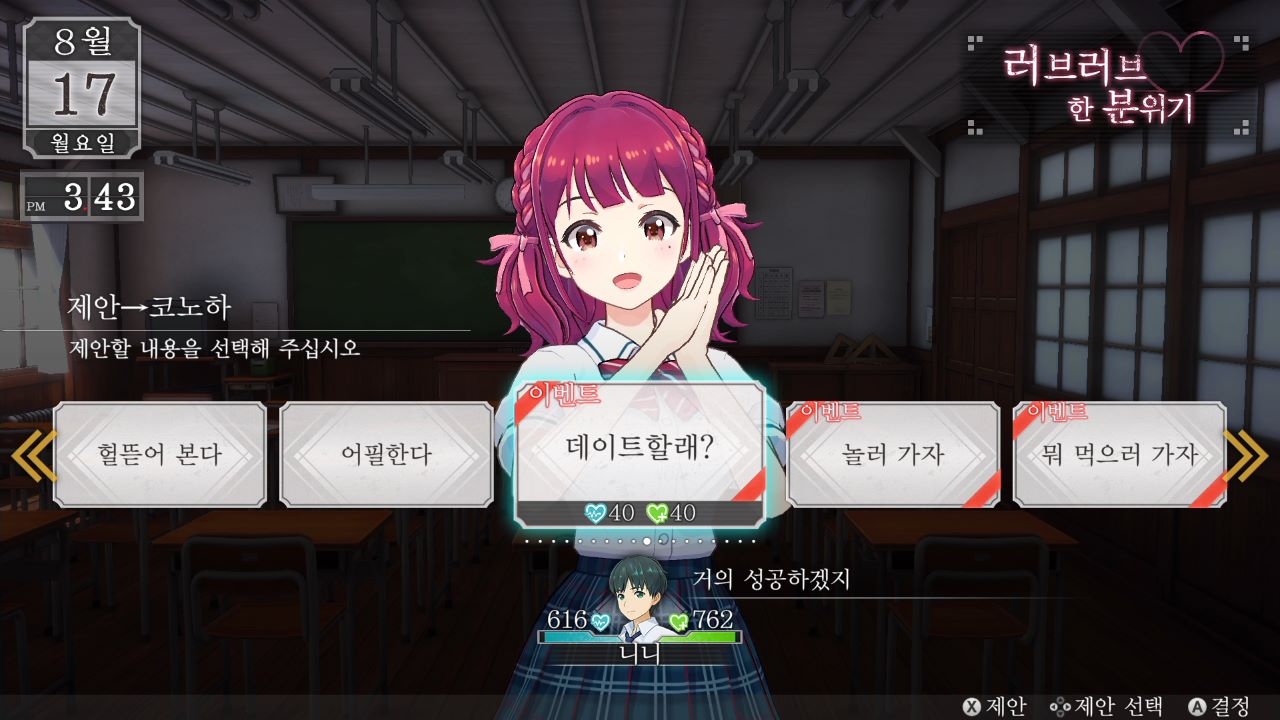 8월
17
월요일
PM 3 43
러브러브
한 분위기
제안→코노하
제안할 내용을 선택해 주십시오
헐뜯어 본다
어필한다
이벤트
데이트할래?
40 40
이벤트
놀러 가자
이벤트
뭐 먹으러 가자
거의 성공하겠지
616 762
니니
X 제안 제안 선택 A 결정